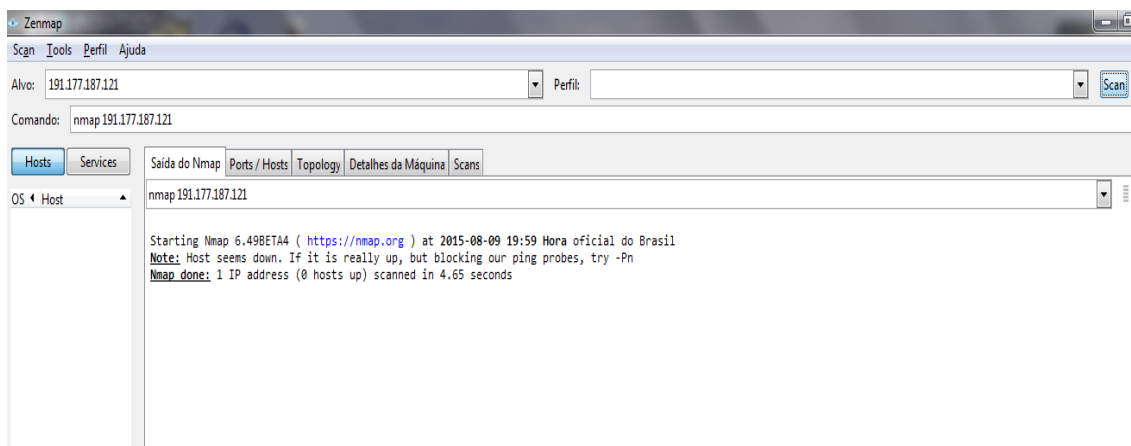 Zenmap
Scan Tools Perfil Ajuda
Alvo: 191.177.187.121 Perfil: Scan
Comando: nmap 191.177.187.121
Hosts Services Saída do Nmap Ports / Hosts Topology Detalhes da Máquina Scans
OS Host nmap 191.177.187.121
Starting Nmap 6.49BETA4 ( https://nmap.org ) at 2015-08-09 19:59 Hora oficial do Brasil
Note: Host seems down. If it is really up, but blocking our ping probes, try -Pn
Nmap done: 1 IP address (0 hosts up) scanned in 4.65 seconds